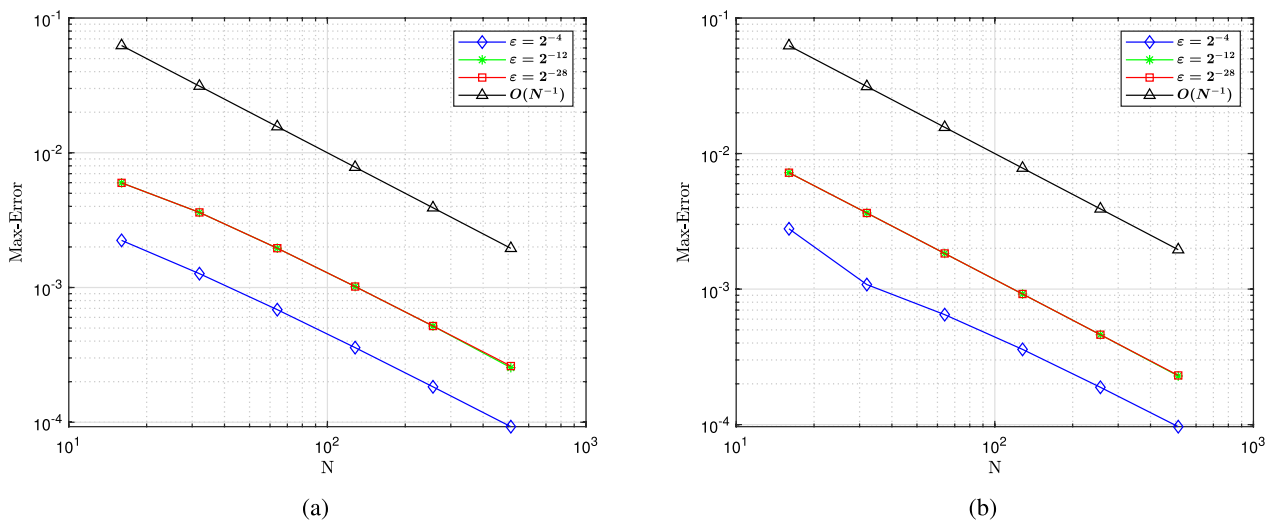 10^-1
10^-2
10^-3
10^-4
Max-Error
10^1
10^2
10^3
N
ε = 2^-4
ε = 2^-12
ε = 2^-28
O(N^-1)
(a)
10^-1
10^-2
10^-3
10^-4
Max-Error
10^1
10^2
10^3
N
ε = 2^-4
ε = 2^-12
ε = 2^-28
O(N^-1)
(b)